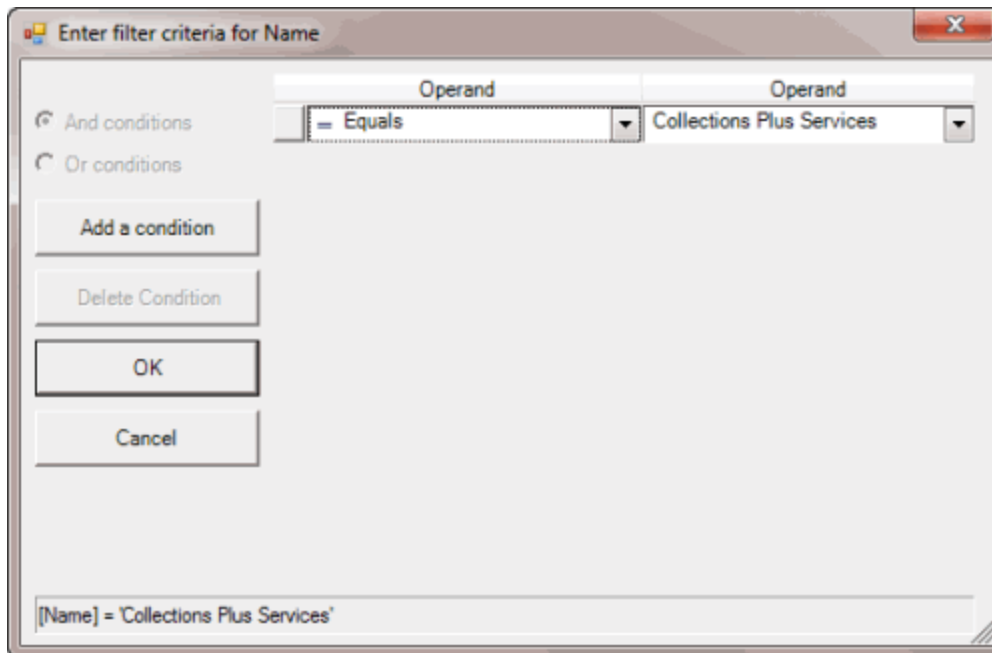 Enter filter criteria for Name
Operand Operand
And conditions
= Equals Collections Plus Services
Or conditions
Add a condition
Delete Condition
OK
Cancel
[Name] = 'Collections Plus Services'